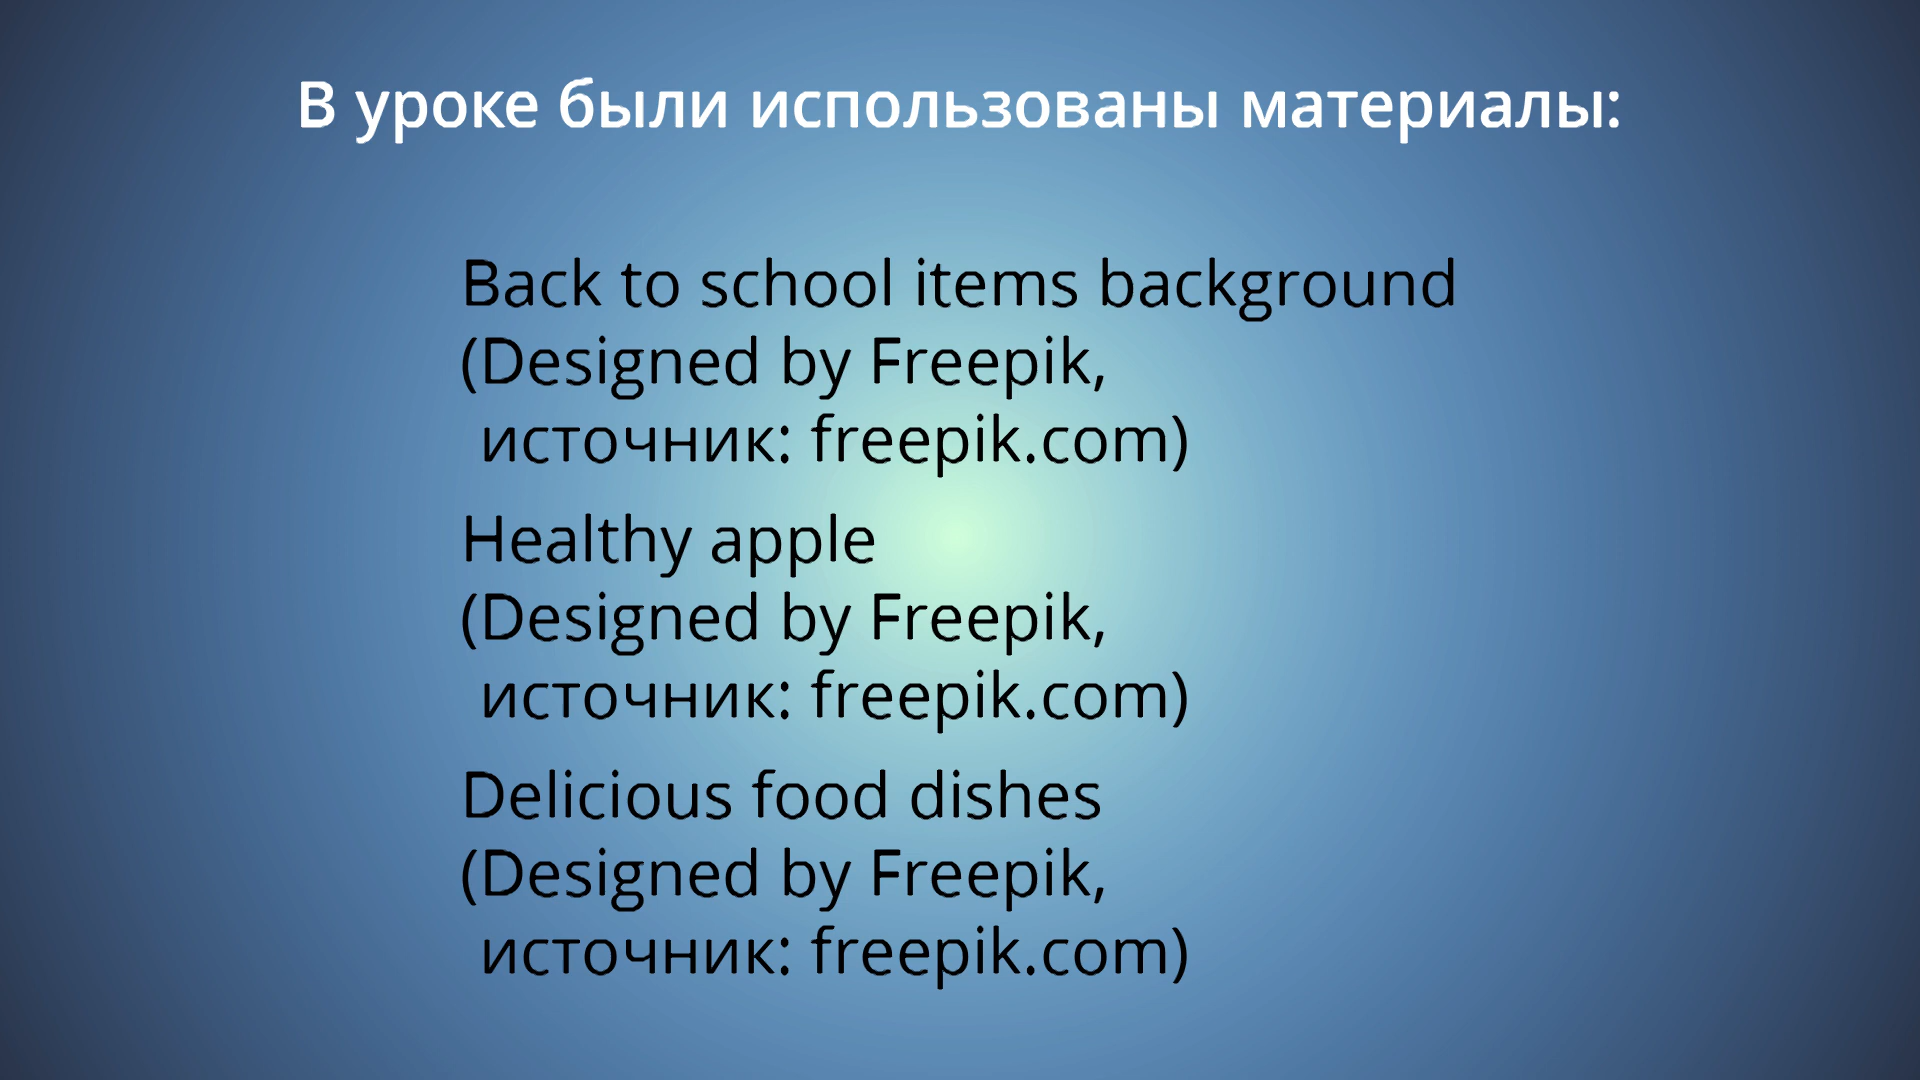 В уроке были использованы материалы:
Back to school items background
(Designed by Freepik,
источник: freepik.com)
Healthy apple
(Designed by Freepik,
источник: freepik.com)
Delicious food dishes
(Designed by Freepik,
источник: freepik.com)